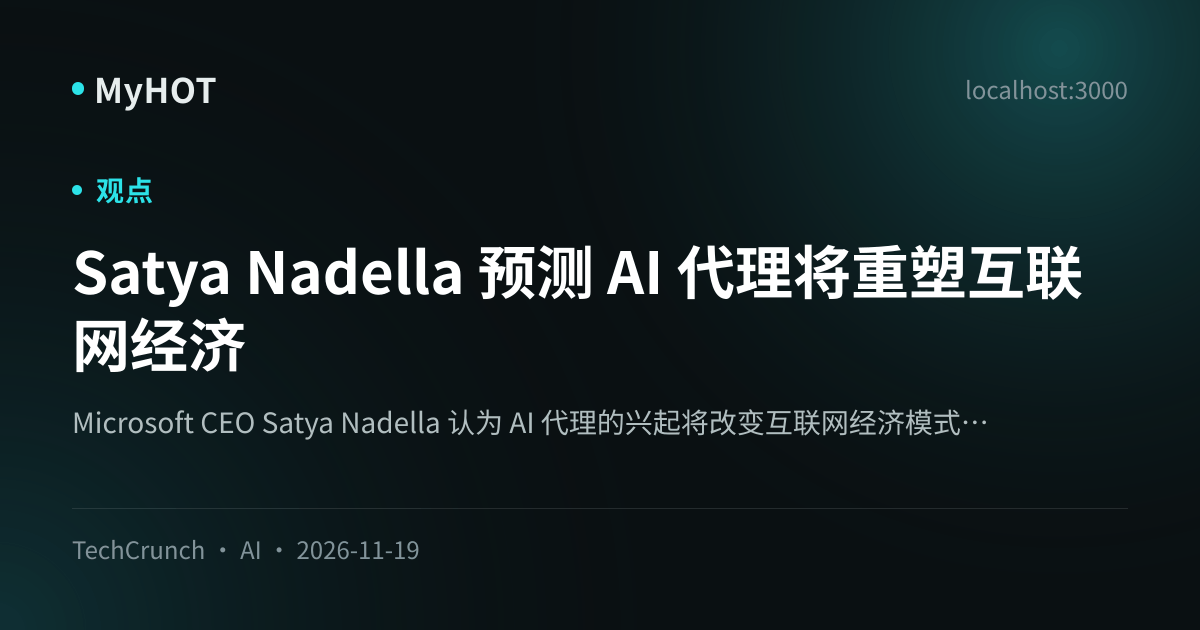 MyHOT
localhost:3000
观点
Satya Nadella 预测 AI 代理将重塑互联
网经济
Microsoft CEO Satya Nadella 认为 AI 代理的兴起将改变互联网经济模式…
TechCrunch · AI · 2026-11-19